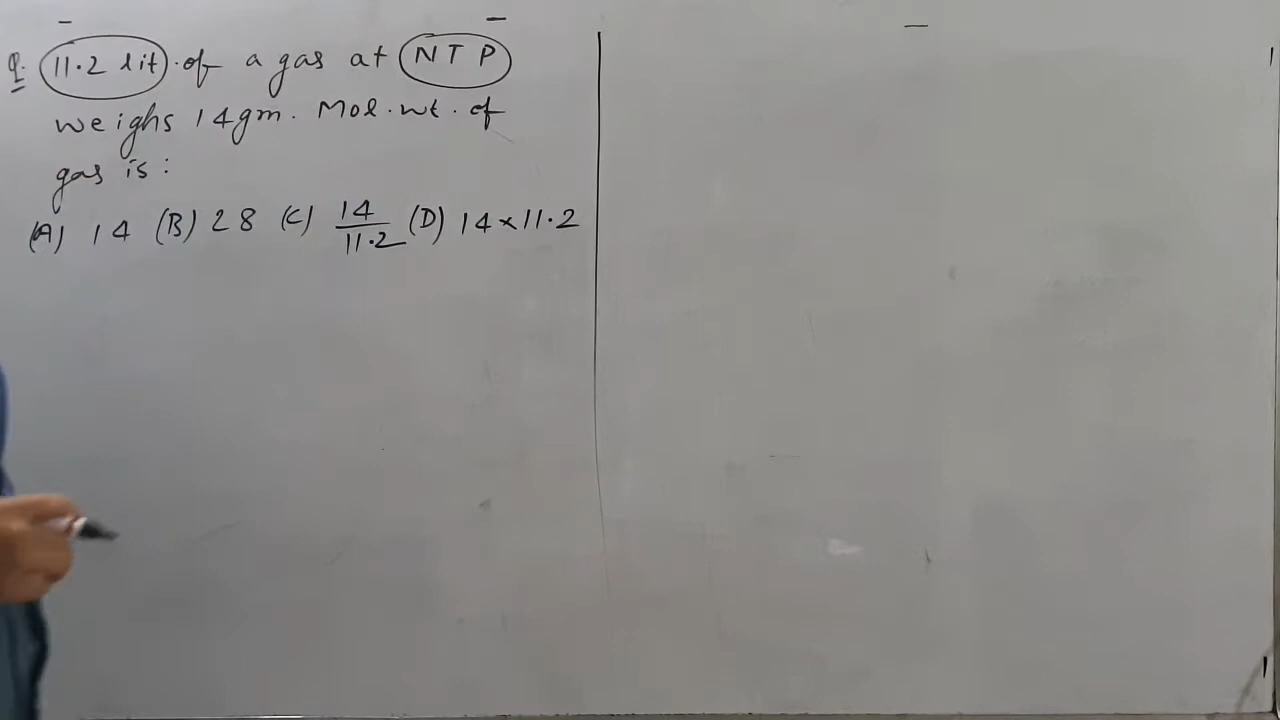 Q. 11.2 lit. of a gas at NTP
weighs 14gm. Mol. wt. of
gas is:
(A) 14 (B) 28 (C) 14/11.2 (D) 14×11.2